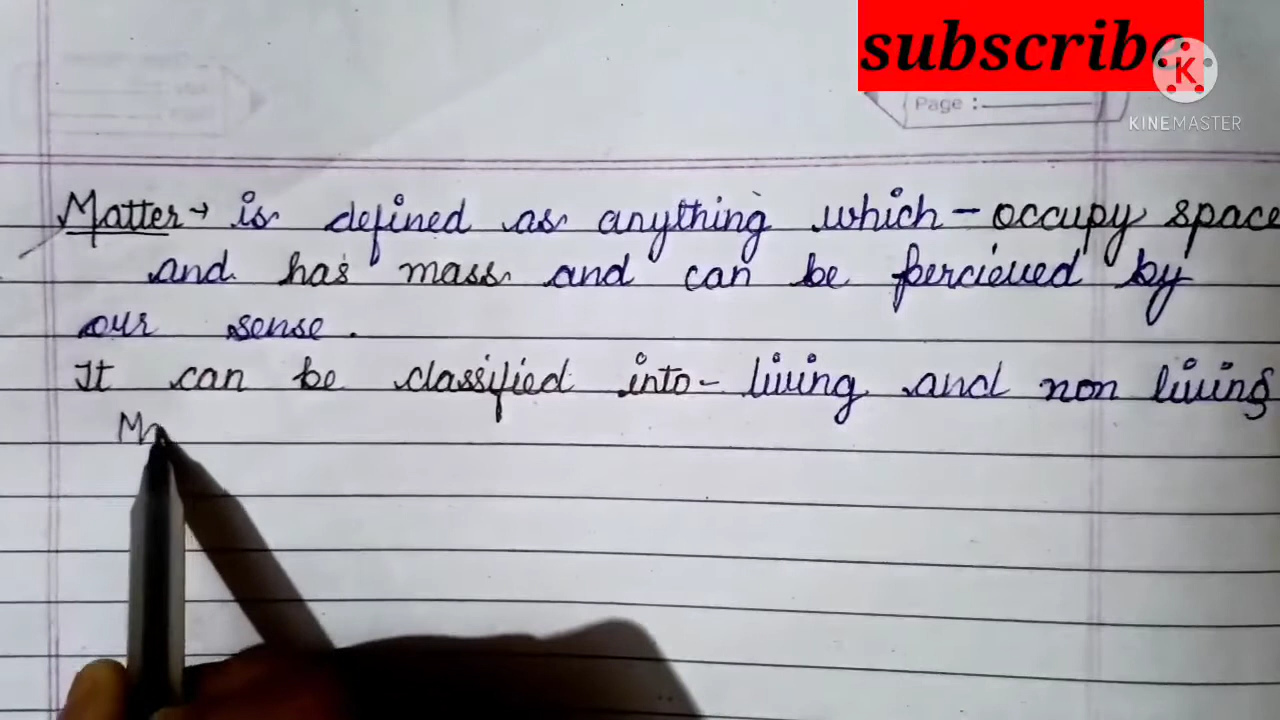 subscribe
K
KINEMASTER
Page :
Matter → is defined as anything which - occupy space
and has mass and can be percieved by
our sense.
It can be classified into - living and non living
Ma